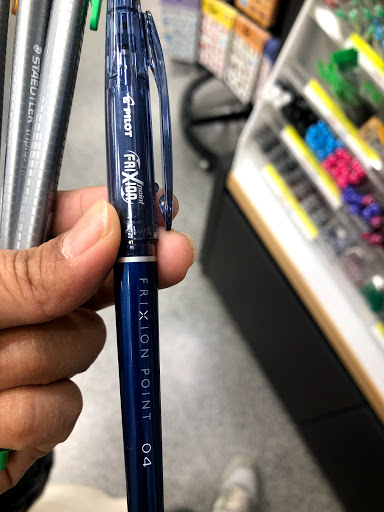 STAEDTLER
PILOT
FRIXION
Point
FRIXION POINT 04